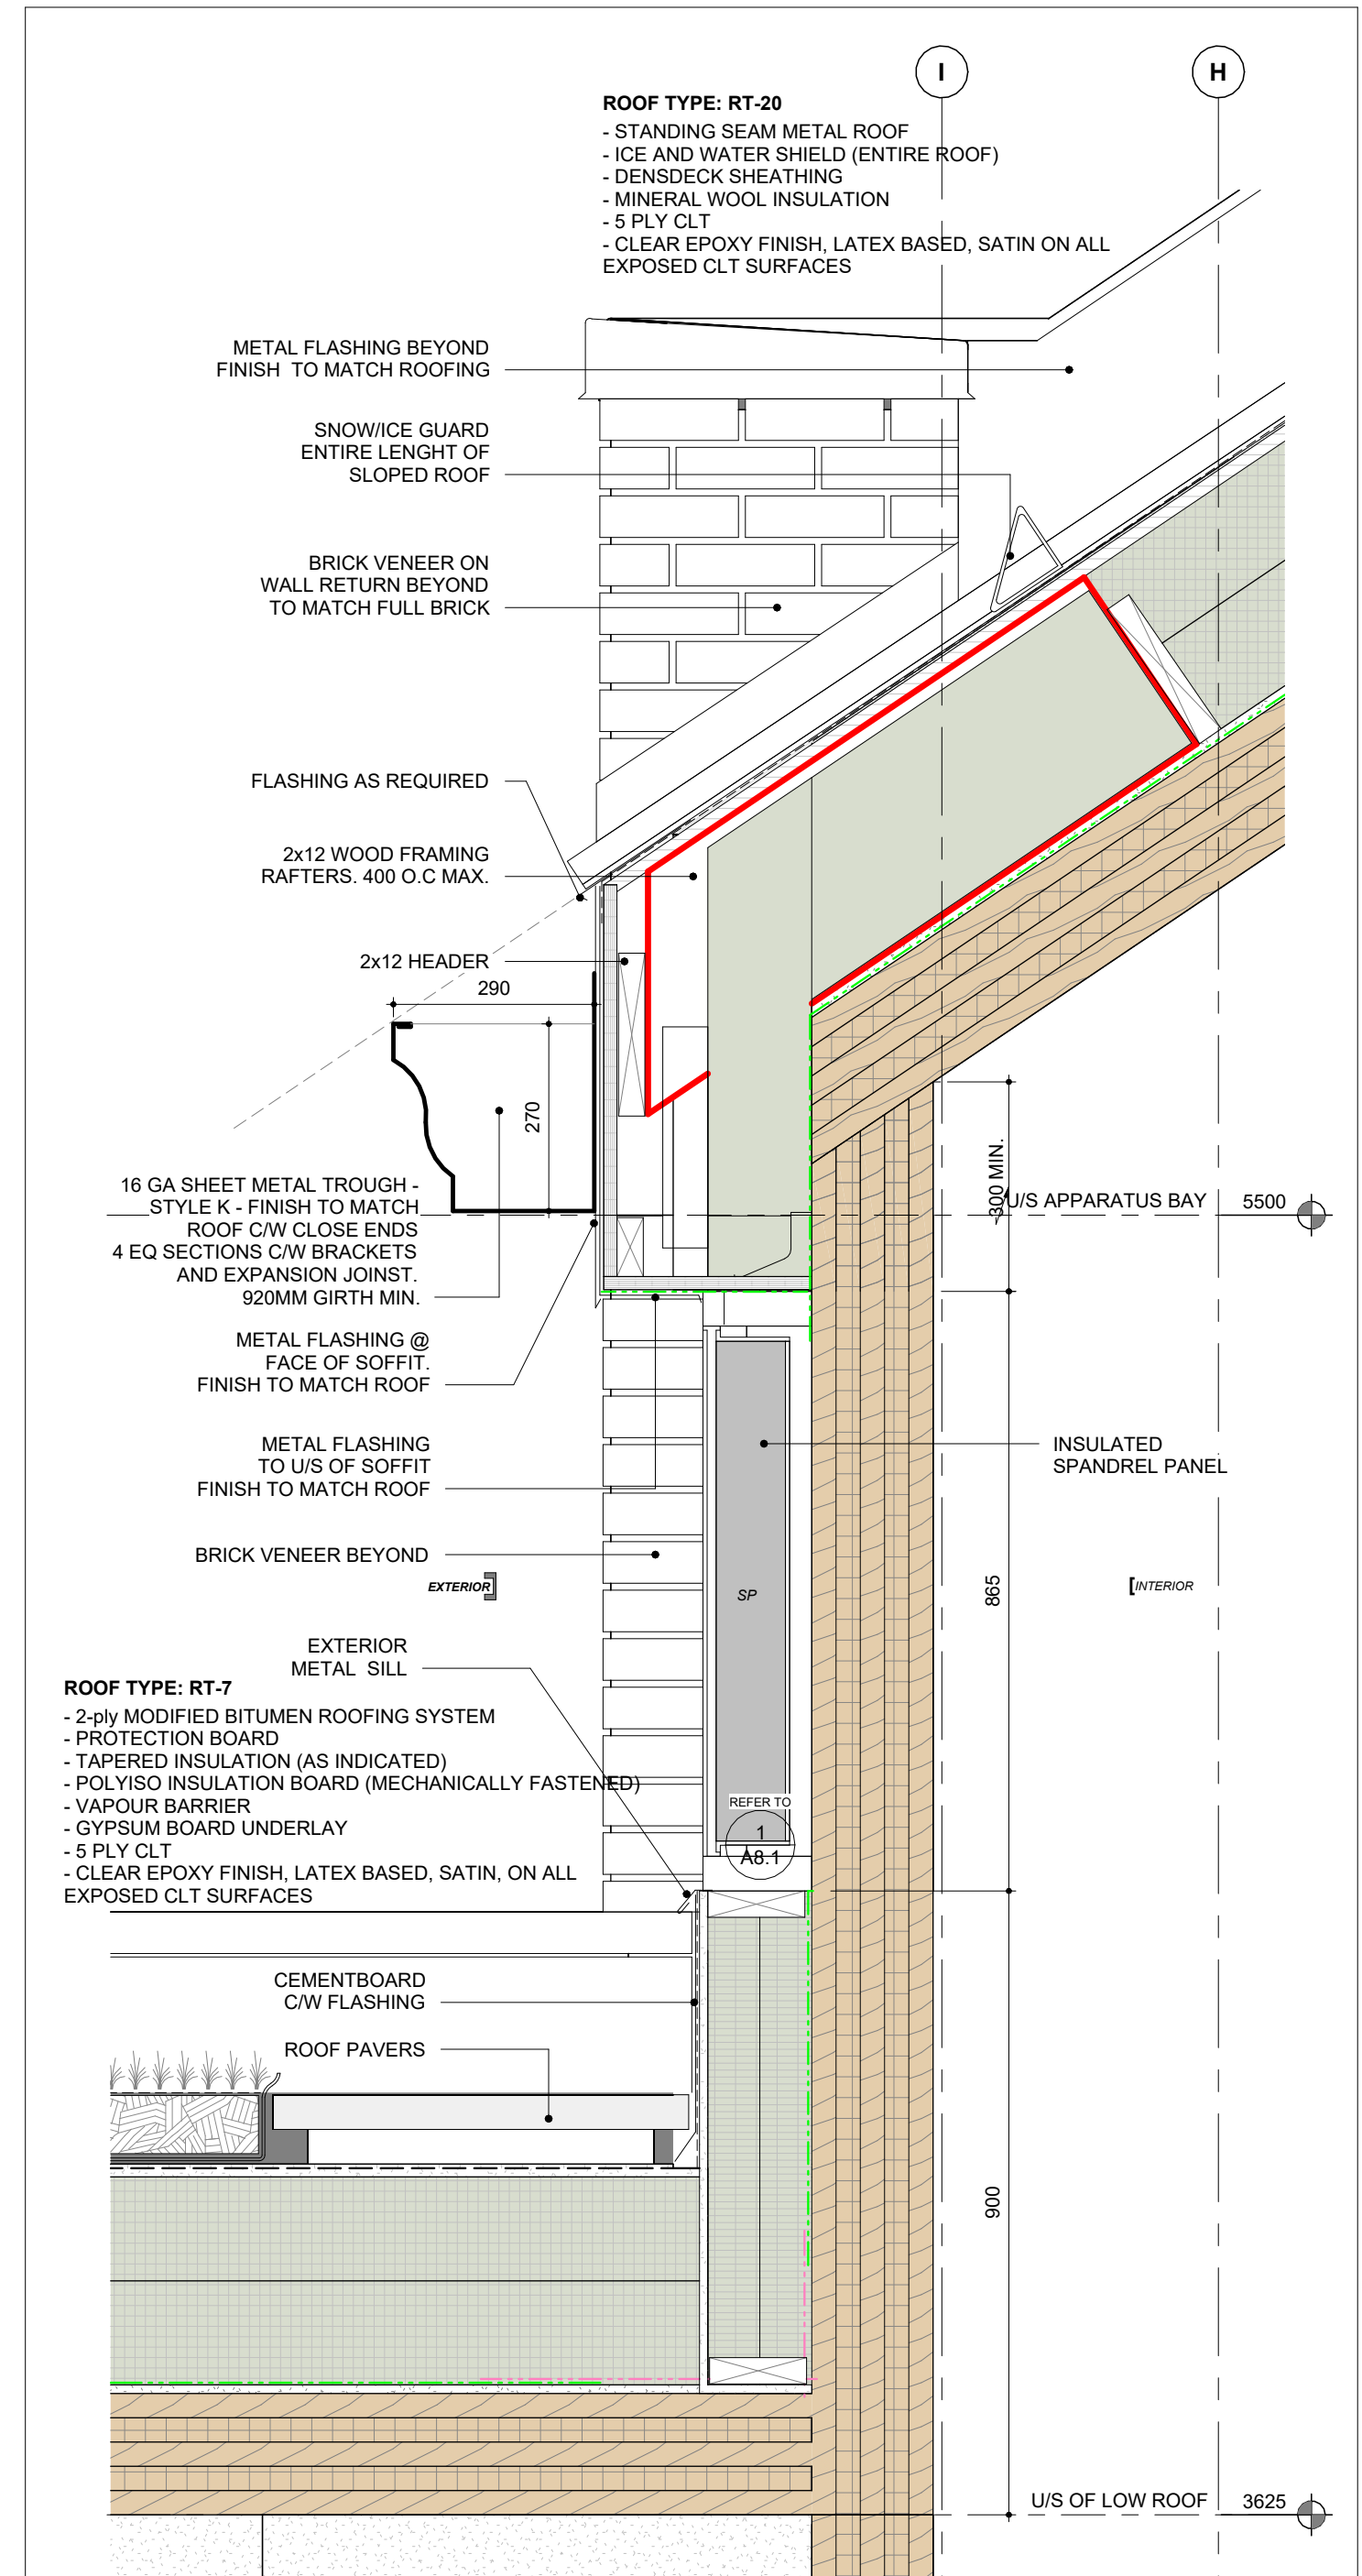 I
H
ROOF TYPE: RT-20
- STANDING SEAM METAL ROOF
- ICE AND WATER SHIELD (ENTIRE ROOF)
- DENSDECK SHEATHING
- MINERAL WOOL INSULATION
- 5 PLY CLT
- CLEAR EPOXY FINISH, LATEX BASED, SATIN ON ALL
EXPOSED CLT SURFACES
METAL FLASHING BEYOND
FINISH TO MATCH ROOFING
SNOW/ICE GUARD
ENTIRE LENGHT OF
SLOPED ROOF
BRICK VENEER ON
WALL RETURN BEYOND
TO MATCH FULL BRICK
FLASHING AS REQUIRED
2x12 WOOD FRAMING
RAFTERS. 400 O.C MAX.
2x12 HEADER
290
270
300 MIN.
16 GA SHEET METAL TROUGH -
STYLE K - FINISH TO MATCH
ROOF C/W CLOSE ENDS
4 EQ SECTIONS C/W BRACKETS
AND EXPANSION JOINST.
920MM GIRTH MIN.
U/S APPARATUS BAY 5500
METAL FLASHING @
FACE OF SOFFIT.
FINISH TO MATCH ROOF
METAL FLASHING
TO U/S OF SOFFIT
FINISH TO MATCH ROOF
INSULATED
SPANDREL PANEL
BRICK VENEER BEYOND
EXTERIOR
SP
865
INTERIOR
EXTERIOR
METAL SILL
ROOF TYPE: RT-7
- 2-ply MODIFIED BITUMEN ROOFING SYSTEM
- PROTECTION BOARD
- TAPERED INSULATION (AS INDICATED)
- POLYISO INSULATION BOARD (MECHANICALLY FASTENED)
- VAPOUR BARRIER
- GYPSUM BOARD UNDERLAY
- 5 PLY CLT
- CLEAR EPOXY FINISH, LATEX BASED, SATIN, ON ALL
EXPOSED CLT SURFACES
REFER TO
1
A8.1
CEMENTBOARD
C/W FLASHING
ROOF PAVERS
900
U/S OF LOW ROOF 3625